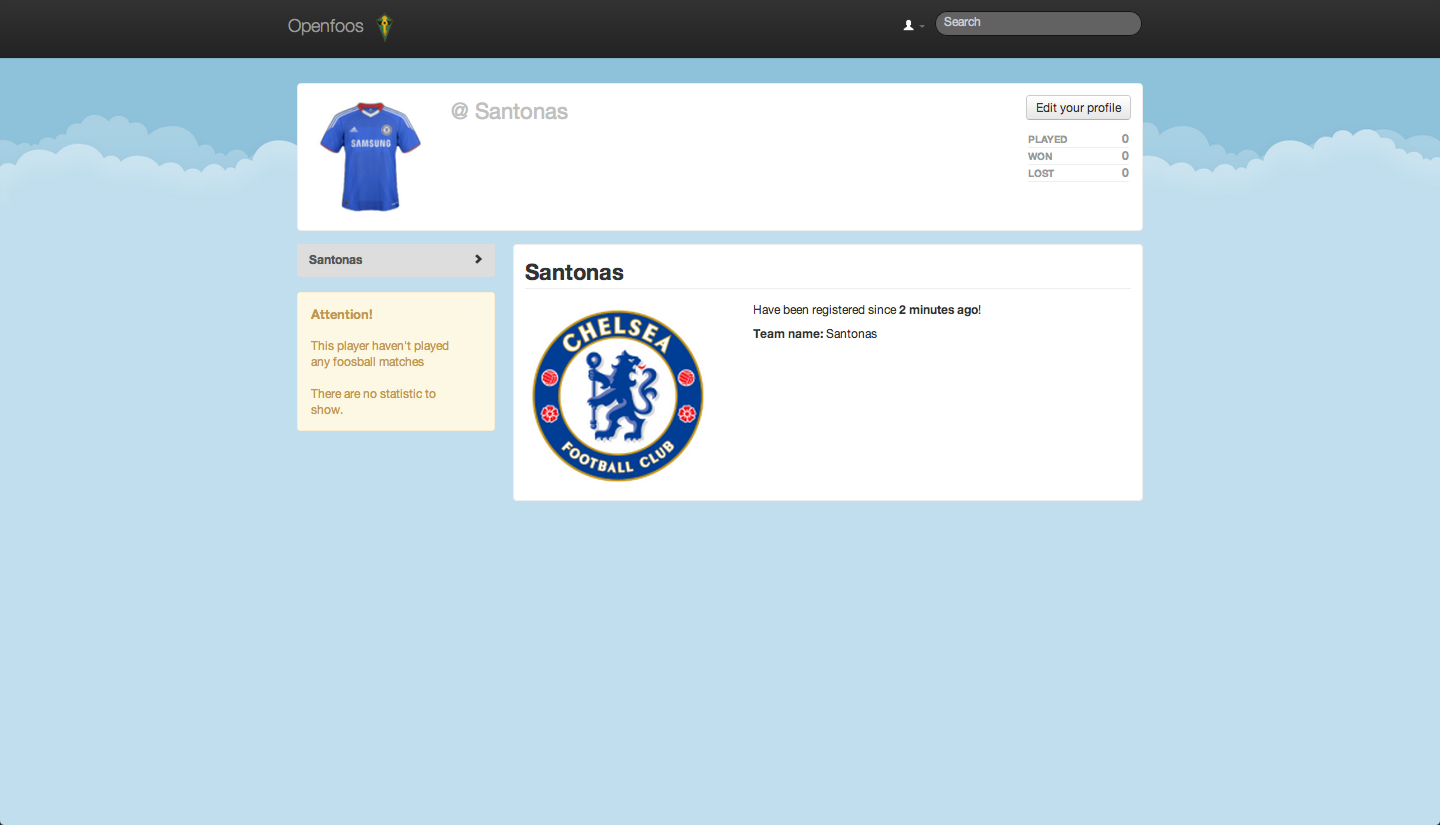 Openfoos
Search
@ Santonas
Edit your profile
SAMSUNG
PLAYED 0
WON 0
LOST 0
Santonas
Attention!
This player haven't played
any foosball matches
There are no statistic to
show.
Santonas
CHELSEA
FOOTBALL CLUB
Have been registered since 2 minutes ago!
Team name: Santonas